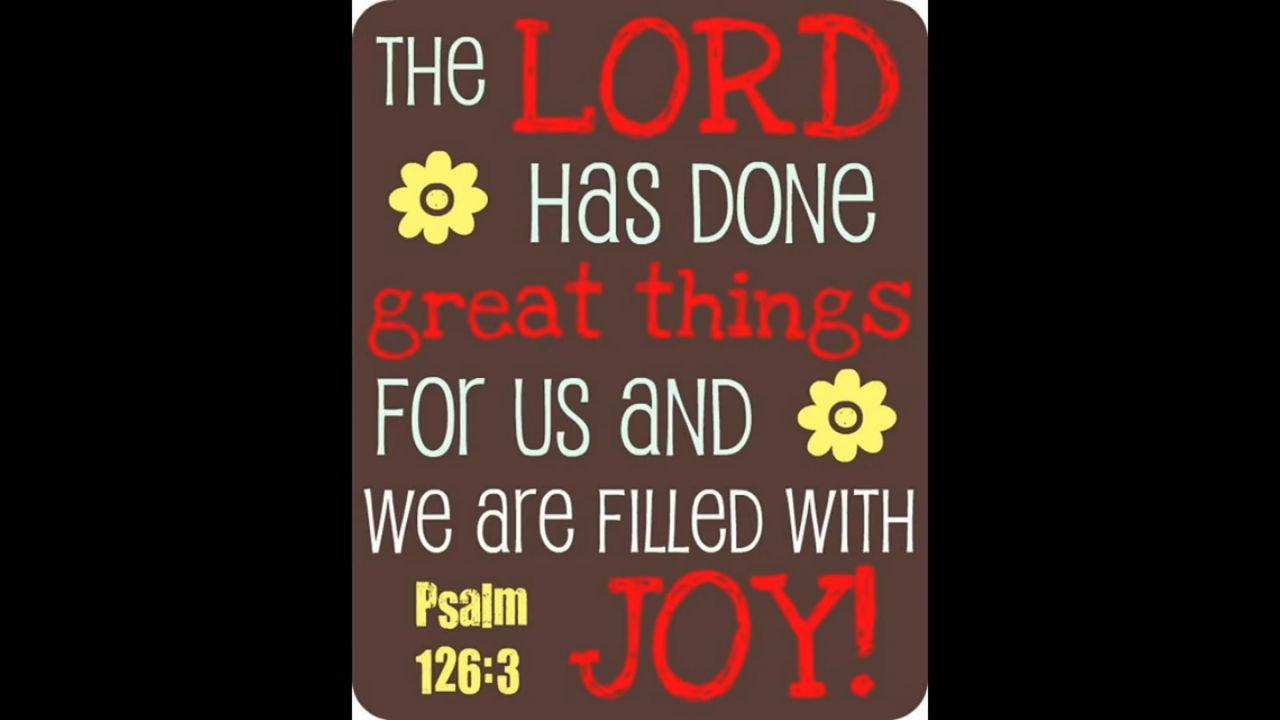 THe LORD
Has DONe
great things
FOr US aND
We are FILLeD WITH
JOY!
Psalm
126:3